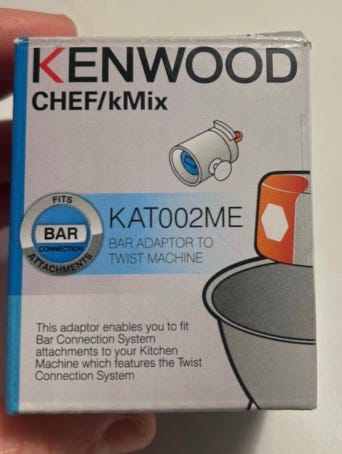 KENWOOD
CHEF/kMix
FITS
BAR
CONNECTION
ATTACHMENTS
KAT002ME
BAR ADAPTOR TO
TWIST MACHINE
This adaptor enables you to fit
Bar Connection System
attachments to your Kitchen
Machine which features the Twist
Connection System